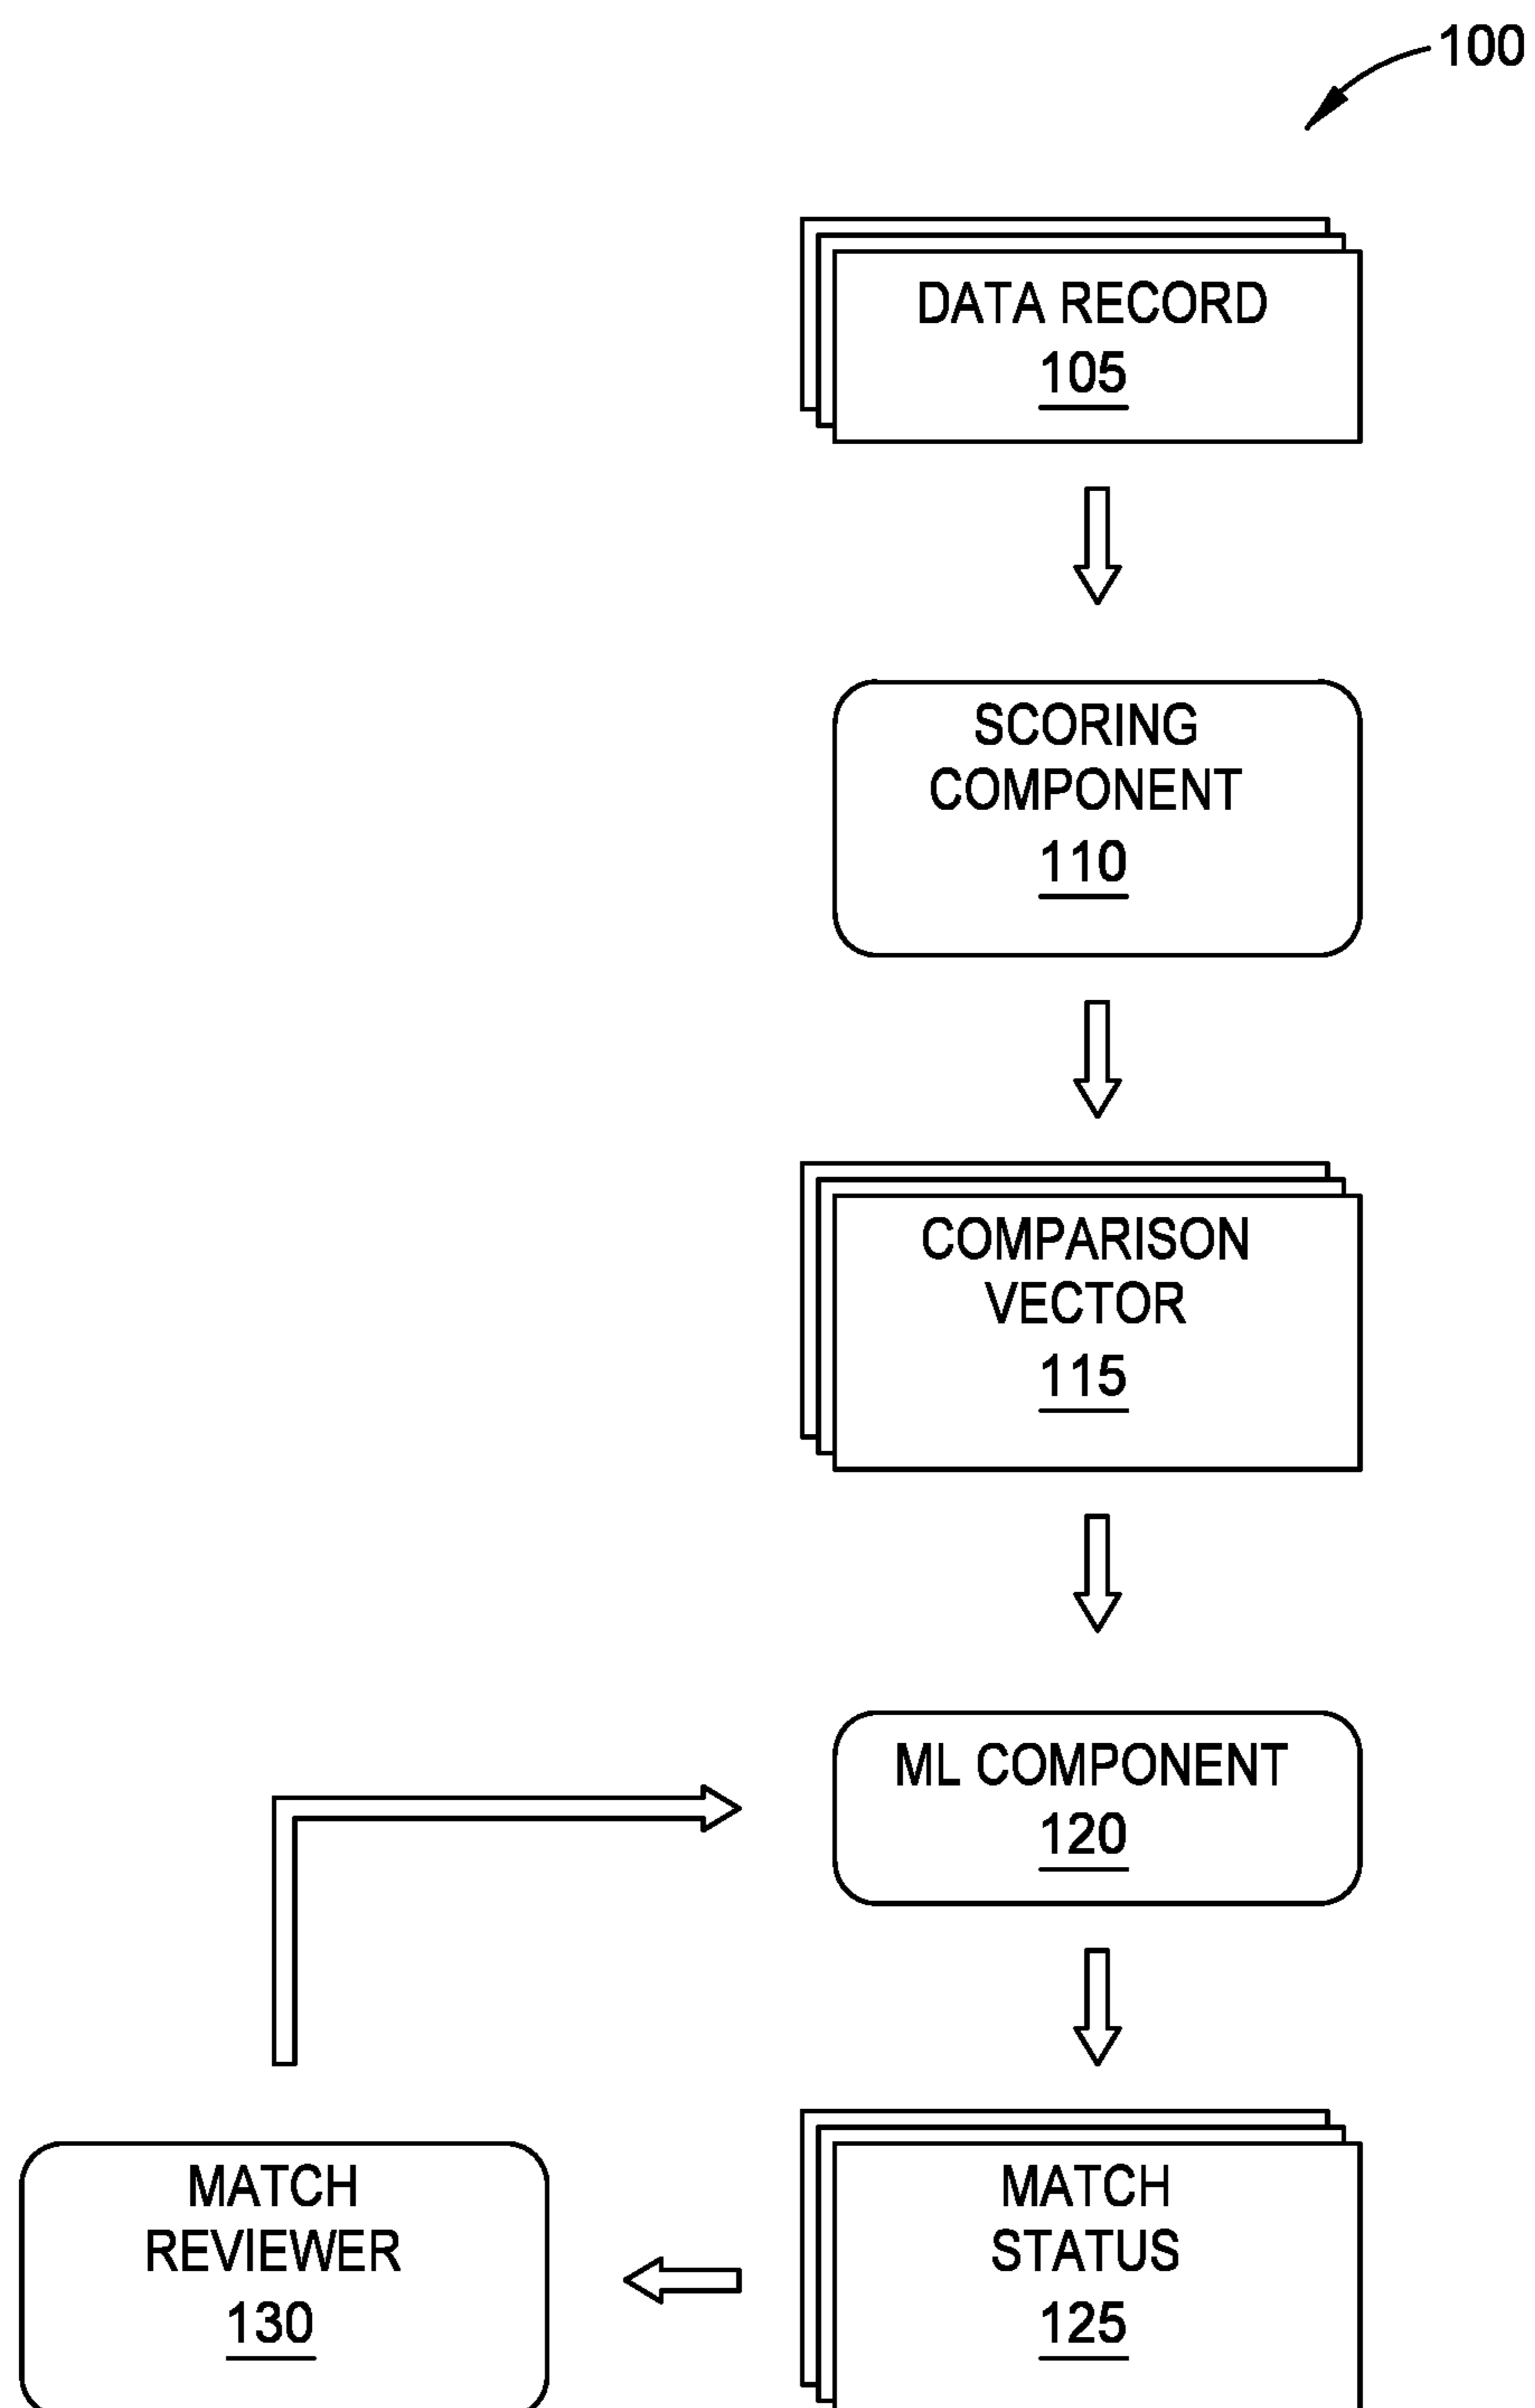 100
DATA RECORD
105
SCORING
COMPONENT
110
COMPARISON
VECTOR
115
ML COMPONENT
120
MATCH
REVIEWER
130
MATCH
STATUS
125